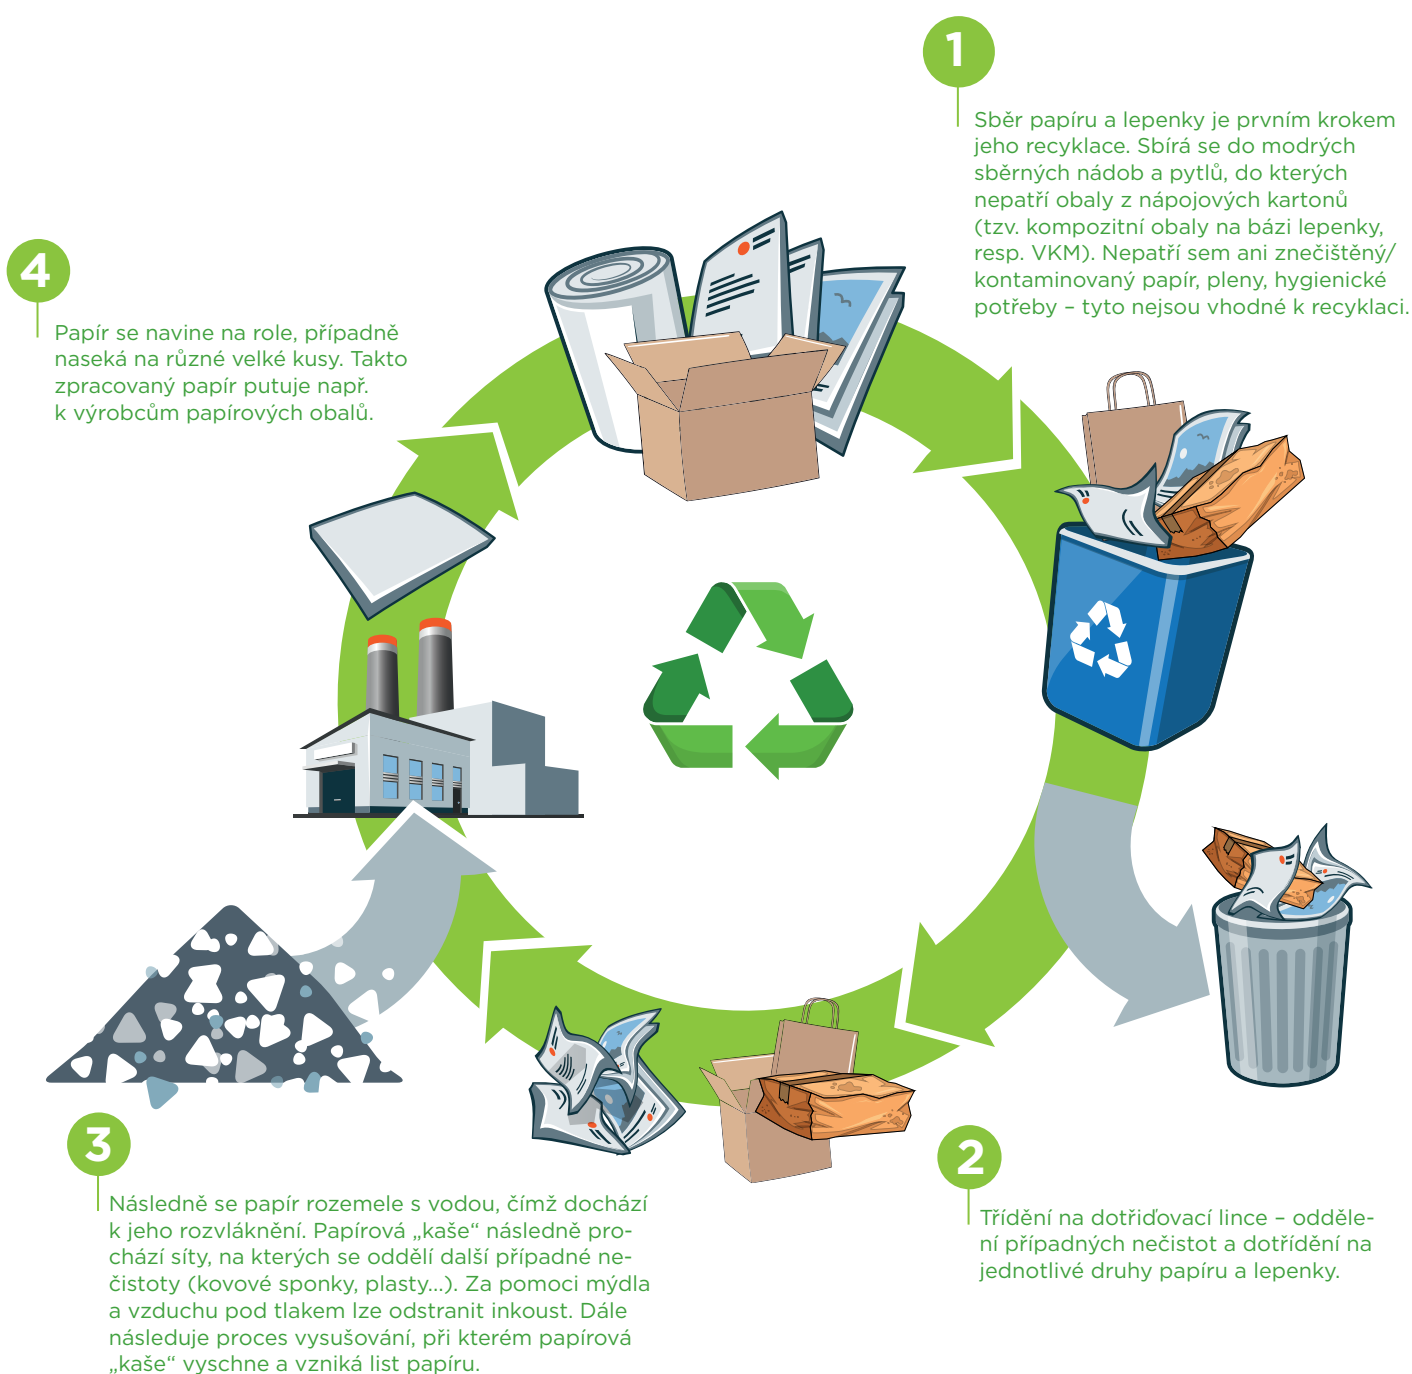 1
Sběr papíru a lepenky je prvním krokem
jeho recyklace. Sbírá se do modrých
sběrných nádob a pytlů, do kterých
nepatří obaly z nápojových kartonů
(tzv. kompozitní obaly na bázi lepenky,
resp. VKM). Nepatří sem ani znečištěný/
kontaminovaný papír, pleny, hygienické
potřeby – tyto nejsou vhodné k recyklaci.
2
Třídění na dotřiďovací lince – odděle-
ní případných nečistot a dotřídění na
jednotlivé druhy papíru a lepenky.
3
Následně se papír rozemele s vodou, čímž dochází
k jeho rozvláknění. Papírová „kaše“ následně pro-
chází síty, na kterých se oddělí další případné ne-
čistoty (kovové sponky, plasty...). Za pomoci mýdla
a vzduchu pod tlakem lze odstranit inkoust. Dále
následuje proces vysušování, při kterém papírová
„kaše“ vyschne a vzniká list papíru.
4
Papír se navine na role, případně
naseká na různé velké kusy. Takto
zpracovaný papír putuje např.
k výrobcům papírových obalů.